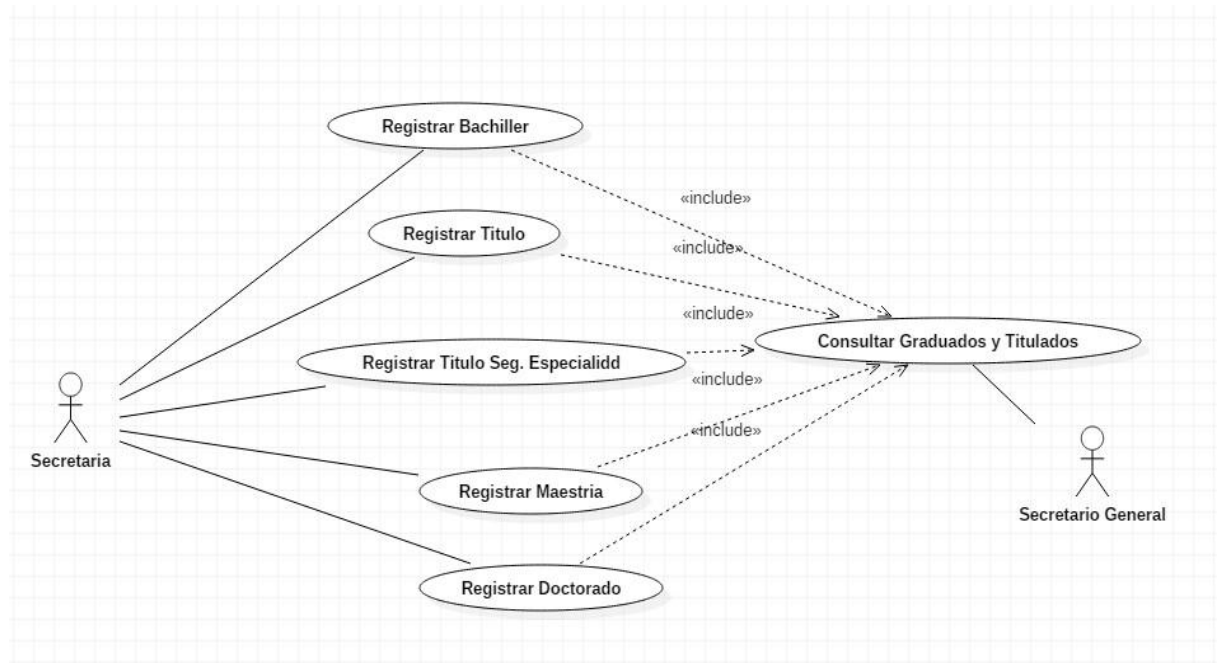 Registrar Bachiller
«include»
Registrar Titulo
«include»
«include»
Consultar Graduados y Titulados
Registrar Titulo Seg. Especialidd
«include»
«include»
Secretaria
Registrar Maestria
Secretario General
Registrar Doctorado